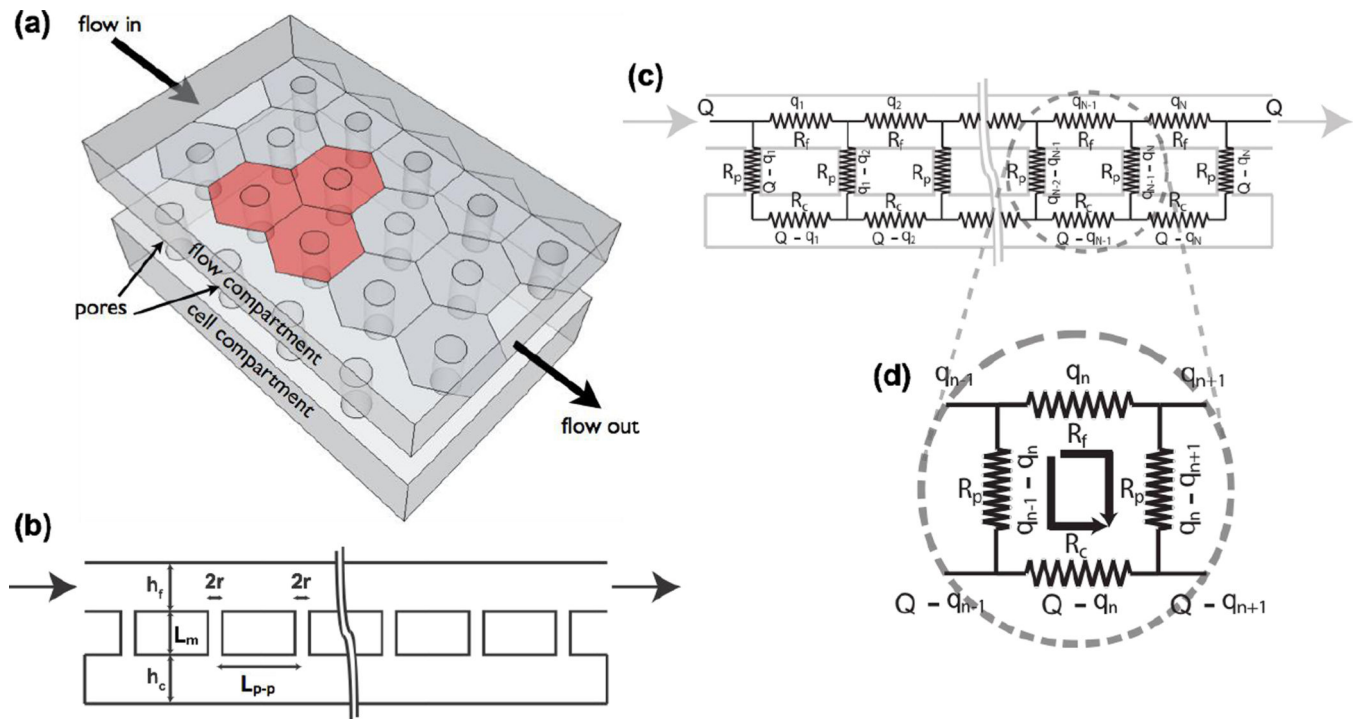 (a)
flow in
pores
flow compartment
cell compartment
flow out
(b)
h_f
2r
2r
L_m
L_p-p
h_c
(c)
Q
q_1
q_2
q_N-1
q_N
Q
R_f
R_f
R_f
R_f
R_p
Q - q_1
R_p
q_1 - q_2
R_p
R_p
q_N-2 - q_N-1
R_p
q_N-1 - q_N
R_p
Q - q_N
R_c
R_c
R_c
R_c
Q - q_1
Q - q_2
Q - q_N-1
Q - q_N
(d)
q_n-1
q_n
q_n+1
R_f
R_p
q_n-1 - q_n
R_p
q_n - q_n+1
R_c
Q - q_n-1
Q - q_n
Q - q_n+1